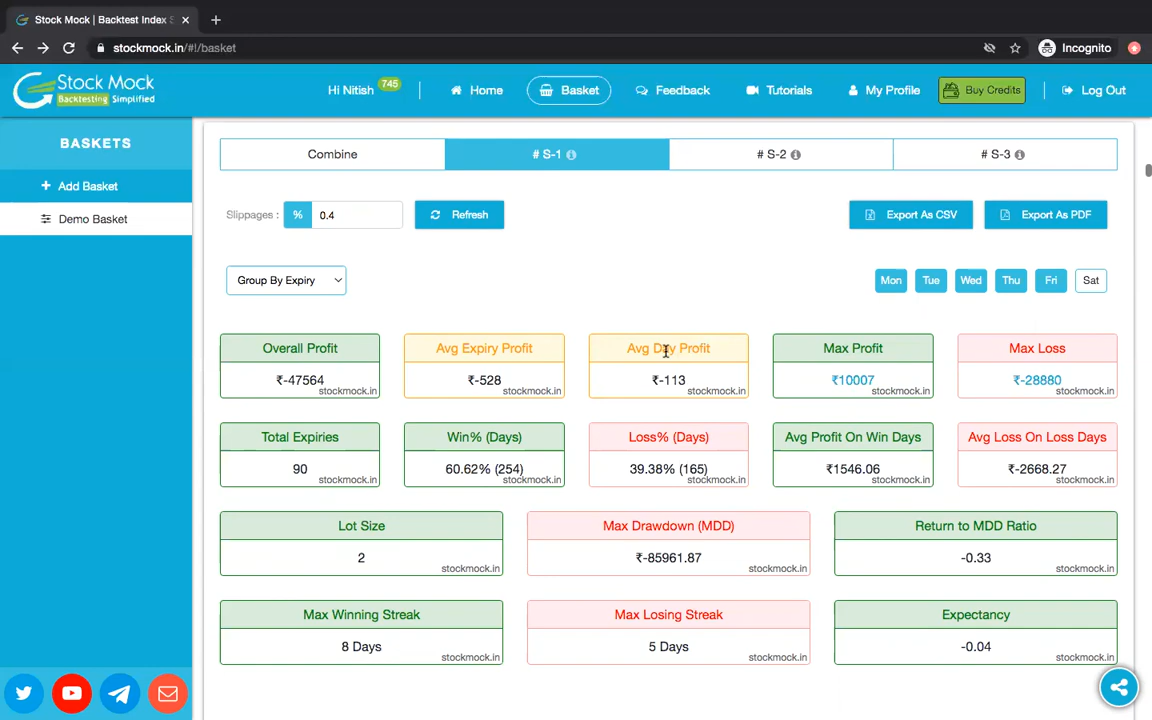 Stock Mock | Backtest Index S
stockmock.in/#!/basket
Incognito
Stock Mock
Backtesting Simplified
Hi Nitish 745
Home
Basket
Feedback
Tutorials
My Profile
Buy Credits
Log Out
BASKETS
Add Basket
Demo Basket
Combine
# S-1
# S-2
# S-3
Slippages : % 0.4
Refresh
Export As CSV
Export As PDF
Group By Expiry
Mon Tue Wed Thu Fri Sat
Overall Profit
₹-47564
stockmock.in
Avg Expiry Profit
₹-528
stockmock.in
Avg Day Profit
₹-113
stockmock.in
Max Profit
₹10007
stockmock.in
Max Loss
₹-28880
stockmock.in
Total Expiries
90
stockmock.in
Win% (Days)
60.62% (254)
stockmock.in
Loss% (Days)
39.38% (165)
stockmock.in
Avg Profit On Win Days
₹1546.06
stockmock.in
Avg Loss On Loss Days
₹-2668.27
stockmock.in
Lot Size
2
stockmock.in
Max Drawdown (MDD)
₹-85961.87
stockmock.in
Return to MDD Ratio
-0.33
stockmock.in
Max Winning Streak
8 Days
stockmock.in
Max Losing Streak
5 Days
stockmock.in
Expectancy
-0.04
stockmock.in